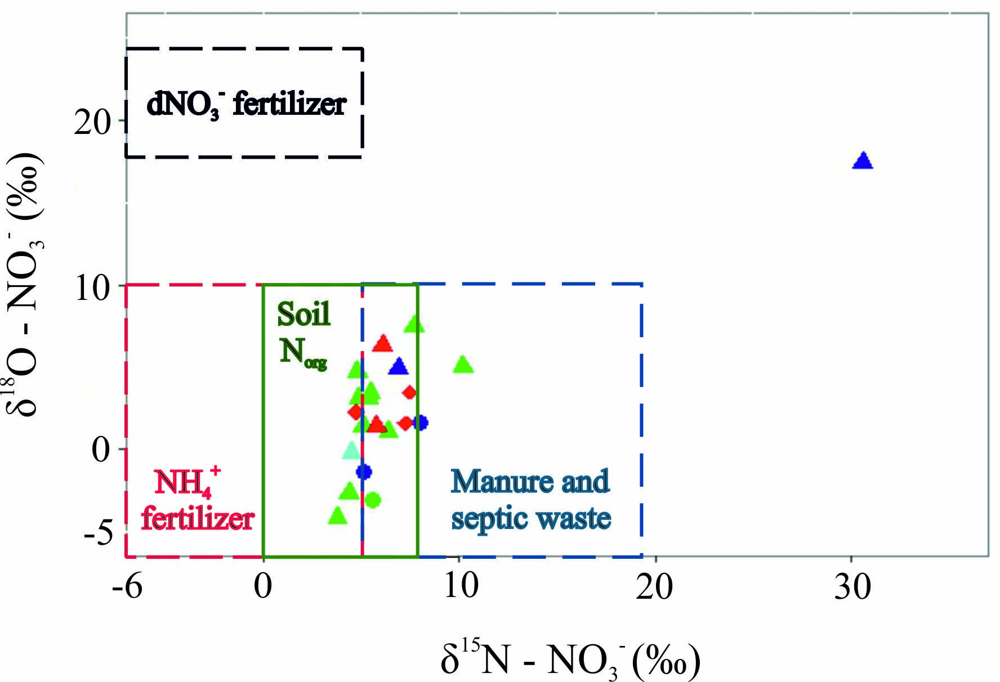 dNO₃⁻ fertilizer
20
10
0
-5
δ¹⁸O - NO₃⁻ (‰)
Soil
Norg
NH₄⁺
fertilizer
Manure and
septic waste
-6 0 10 20 30
δ¹⁵N - NO₃⁻ (‰)